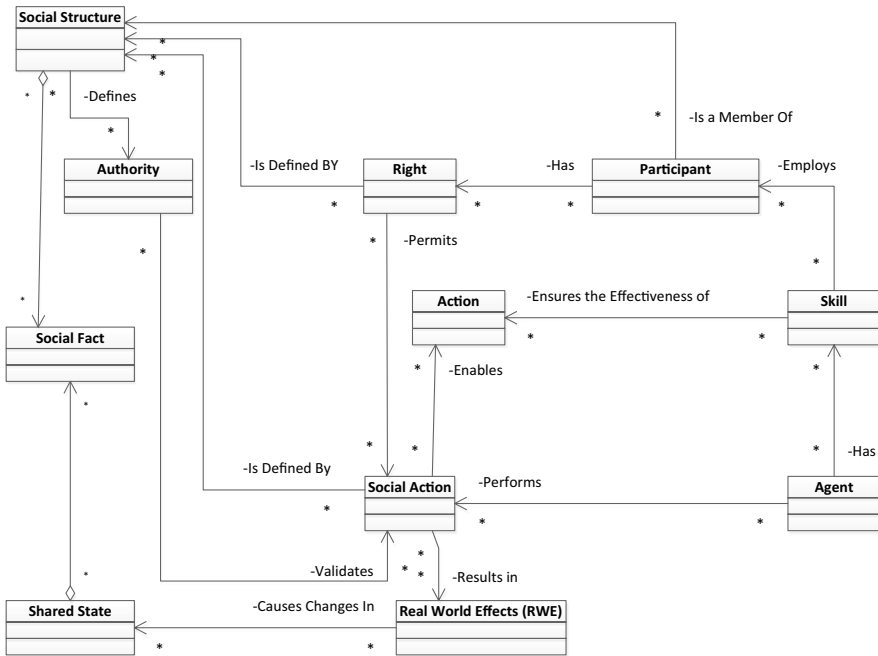 Social Structure
*
*
*
* *
-Defines
*
*
-Is a Member Of
Authority
-Is Defined BY
Right
-Has
Participant
-Employs
*
*
*
*
*
*
-Permits
*
*
Action
-Ensures the Effectiveness of
Skill
*
*
*
Social Fact
*
-Enables
*
*
*
*
*
-Is Defined By
Social Action
-Performs
-Has
Agent
*
*
*
*
*
*
*
-Validates
-Results in
*
Shared State
-Causes Changes In
Real World Effects (RWE)
*
*